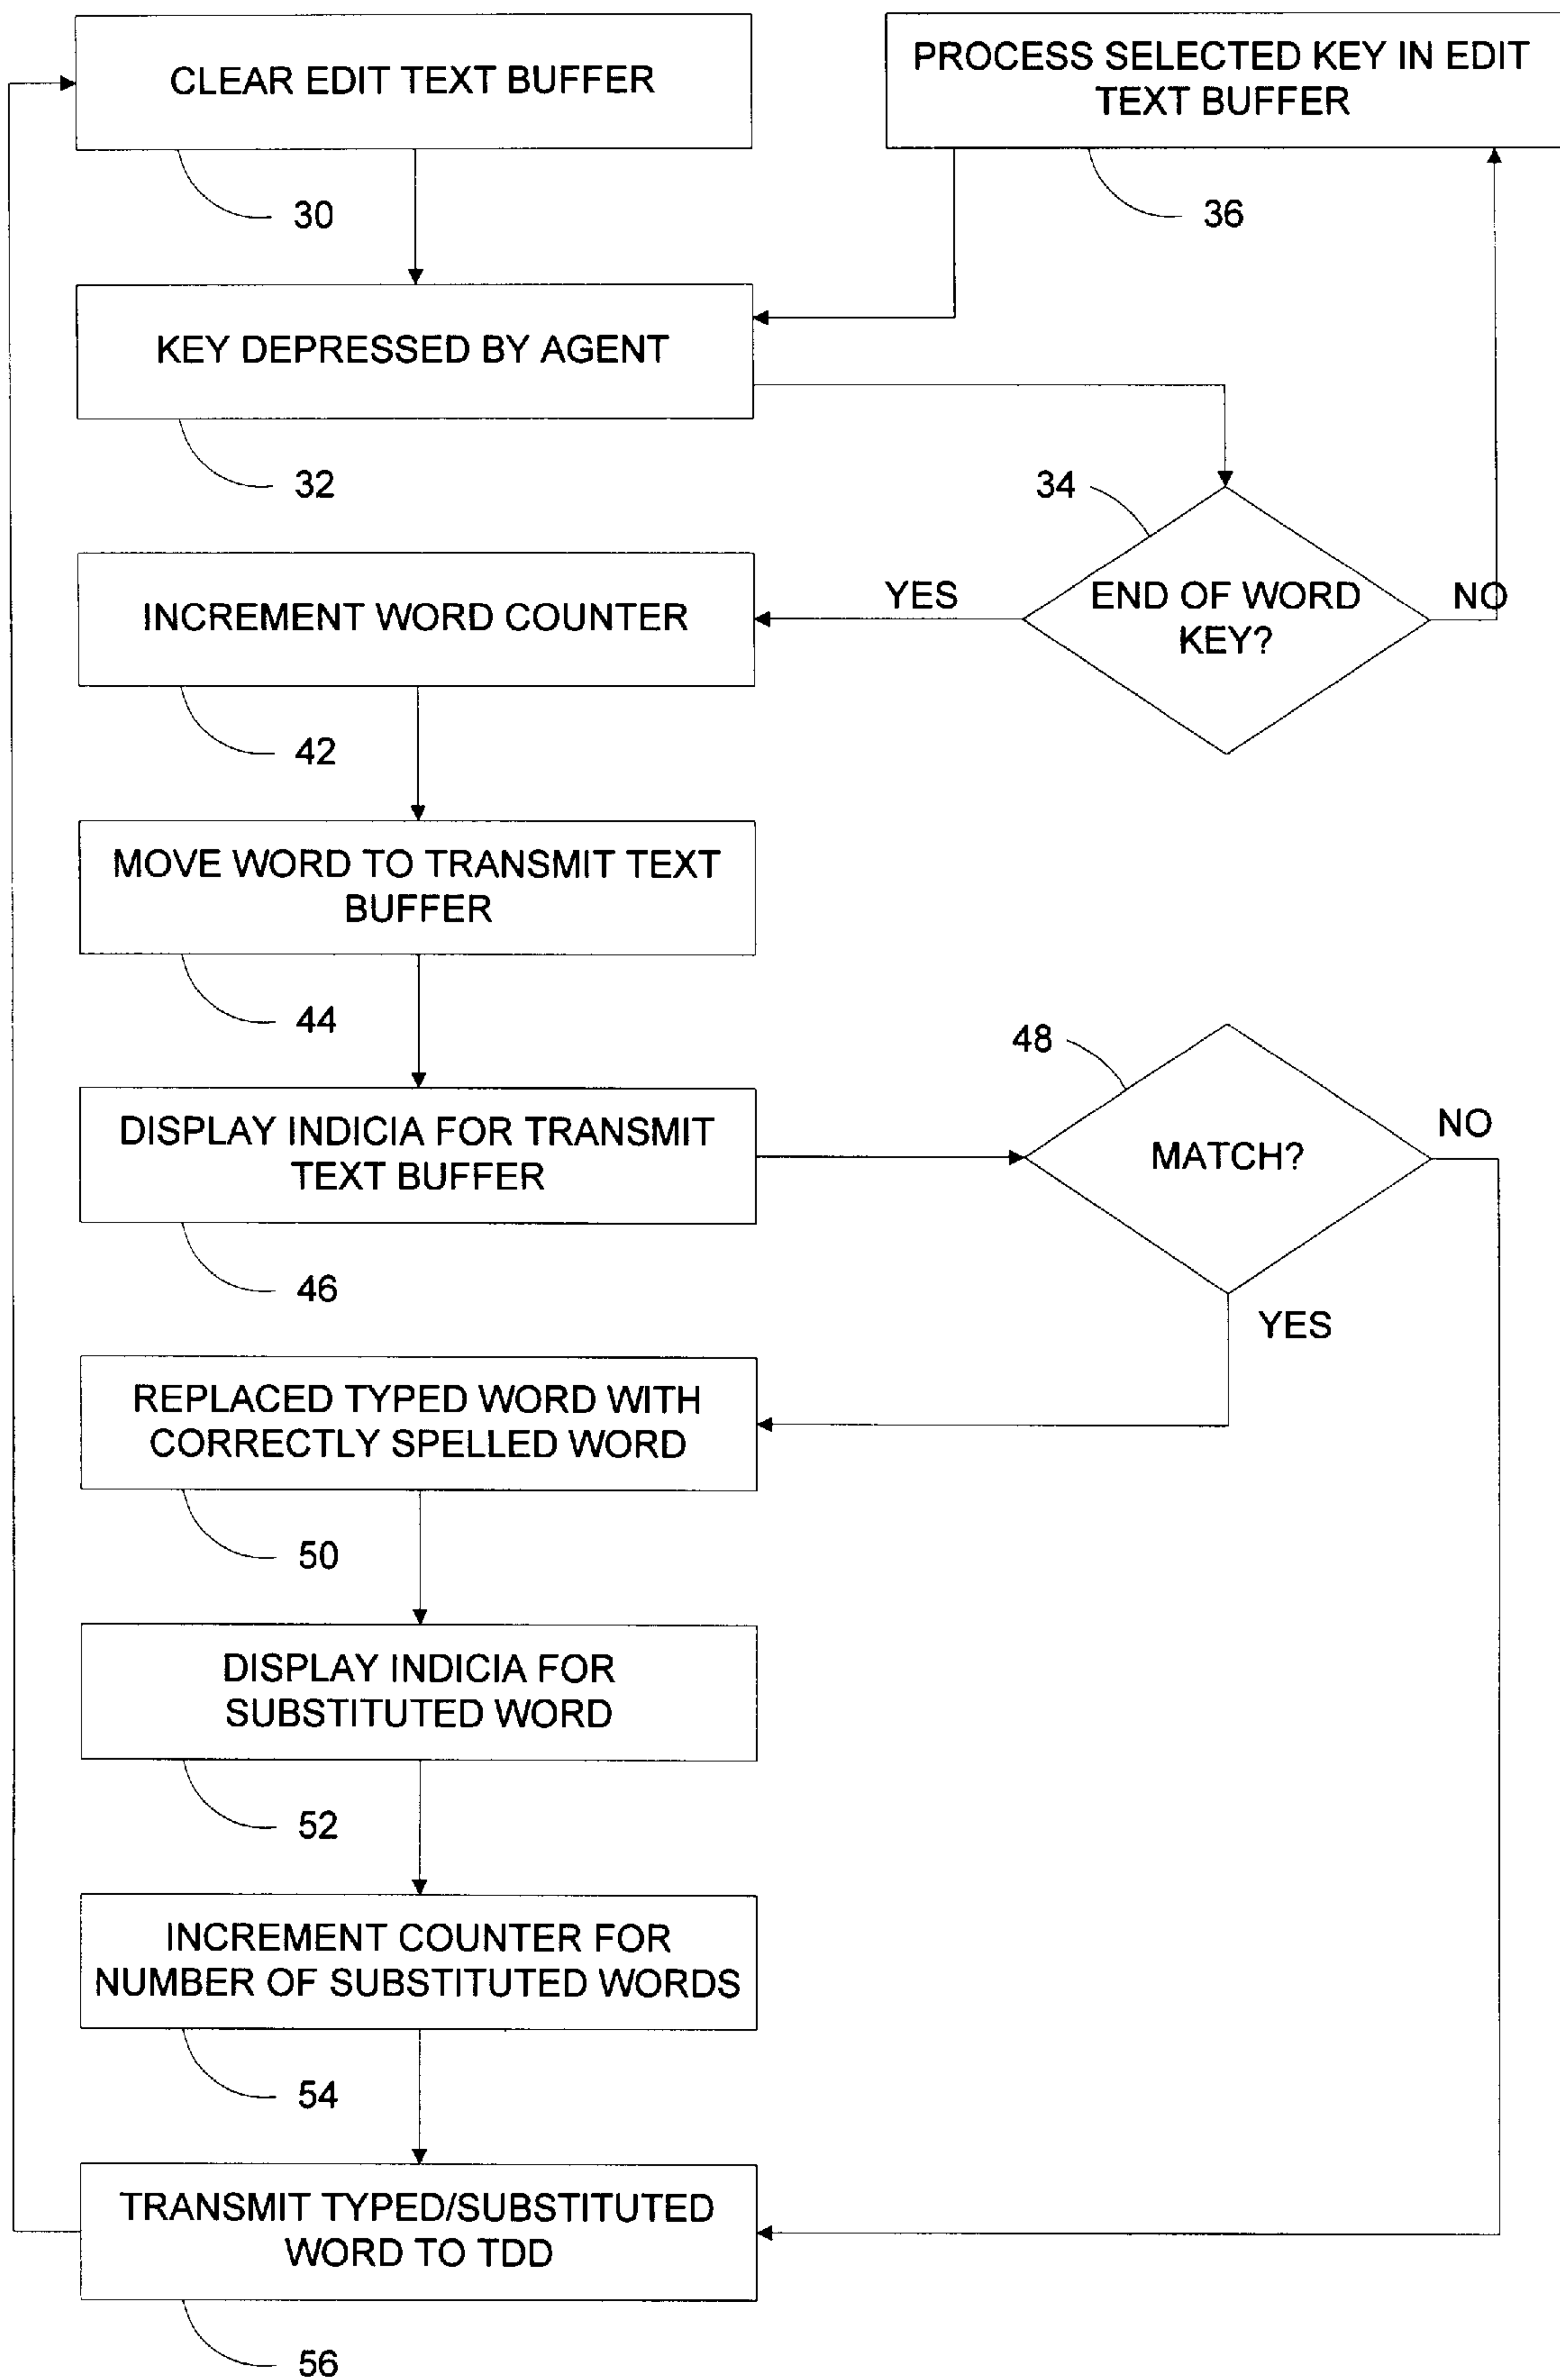 CLEAR EDIT TEXT BUFFER
30
PROCESS SELECTED KEY IN EDIT
TEXT BUFFER
36
KEY DEPRESSED BY AGENT
32
34
END OF WORD
KEY?
YES
NO
INCREMENT WORD COUNTER
42
MOVE WORD TO TRANSMIT TEXT
BUFFER
44
DISPLAY INDICIA FOR TRANSMIT
TEXT BUFFER
46
48
MATCH?
NO
YES
REPLACED TYPED WORD WITH
CORRECTLY SPELLED WORD
50
DISPLAY INDICIA FOR
SUBSTITUTED WORD
52
INCREMENT COUNTER FOR
NUMBER OF SUBSTITUTED WORDS
54
TRANSMIT TYPED/SUBSTITUTED
WORD TO TDD
56